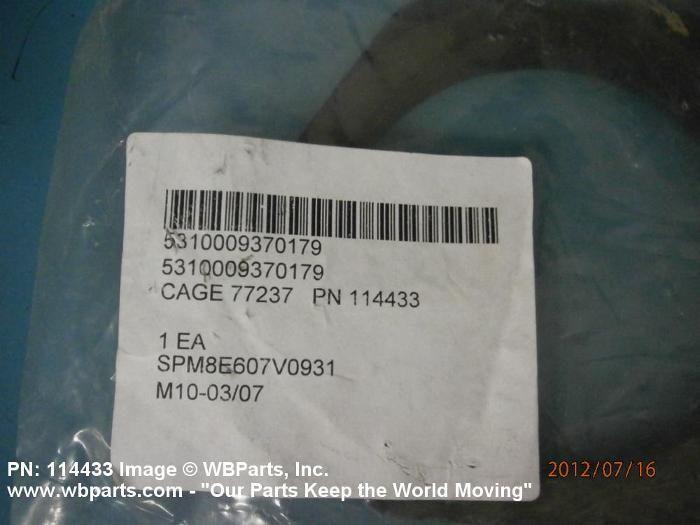 5310009370179
5310009370179
CAGE 77237 PN 114433
1 EA
SPM8E607V0931
M10-03/07
PN: 114433 Image © WBParts, Inc.
www.wbparts.com - "Our Parts Keep the World Moving"
2012/07/16